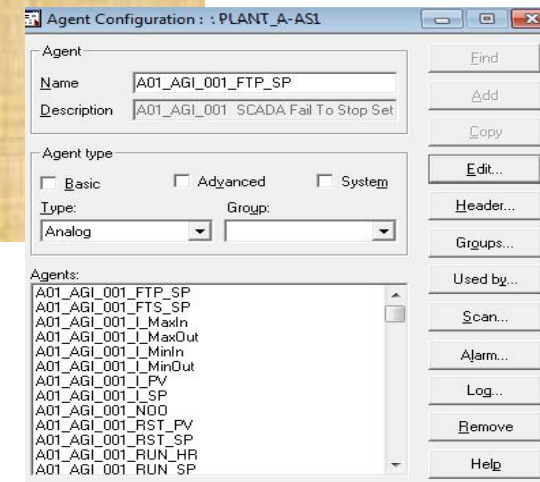 Agent Configuration : : PLANT_A-AS1
Agent
Name A01_AGI_001_FTP_SP
Description A01_AGI_001 SCADA Fail To Stop Set
Agent type
Basic Advanced System
Type: Group:
Analog
Agents:
A01_AGI_001_FTP_SP
A01_AGI_001_FTS_SP
A01_AGI_001_I_MaxIn
A01_AGI_001_I_MaxOut
A01_AGI_001_I_MinIn
A01_AGI_001_I_MinOut
A01_AGI_001_I_PV
A01_AGI_001_I_SP
A01_AGI_001_NOO
A01_AGI_001_RST_PV
A01_AGI_001_RST_SP
A01_AGI_001_RUN_HR
A01_AGI_001_RUN_SP
Find
Add
Copy
Edit...
Header...
Groups...
Used by...
Scan...
Alarm...
Log...
Remove
Help